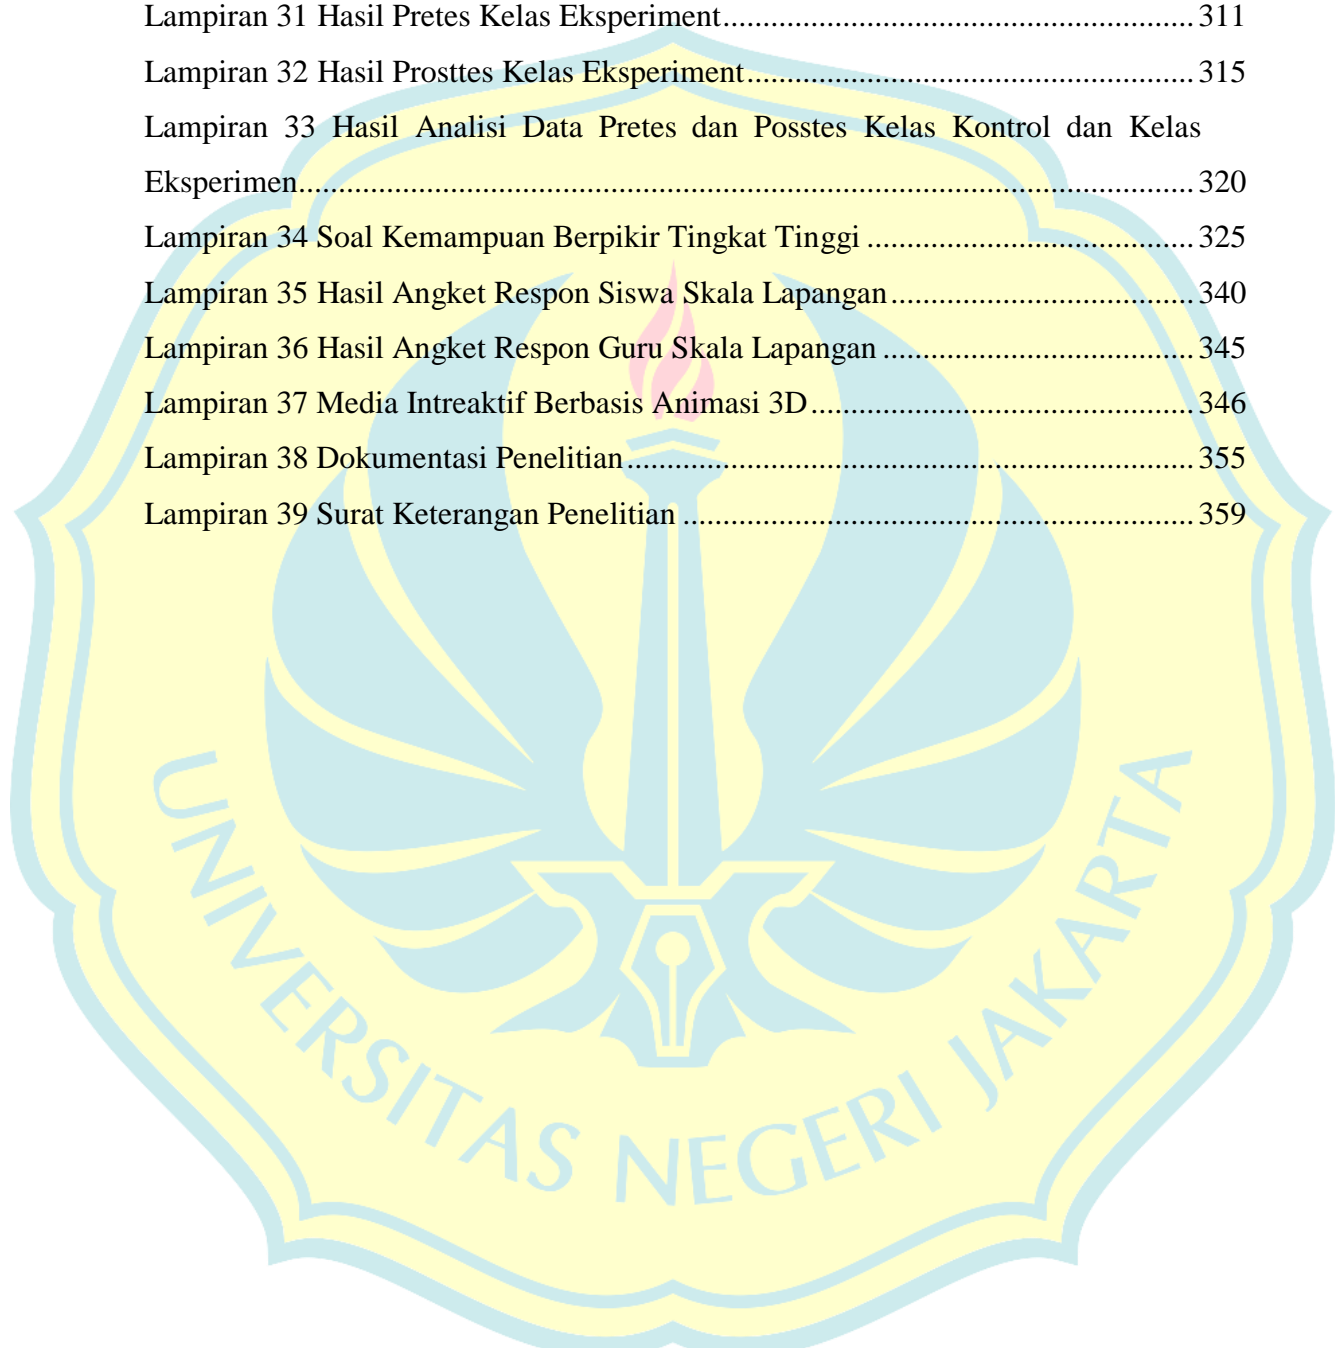 Lampiran 31 Hasil Pretes Kelas Eksperiment........................................................ 311
Lampiran 32 Hasil Prosttes Kelas Eksperiment..................................................... 315
Lampiran 33 Hasil Analisi Data Pretes dan Posstes Kelas Kontrol dan Kelas
Eksperimen........................................................................................................... 320
Lampiran 34 Soal Kemampuan Berpikir Tingkat Tinggi ....................................... 325
Lampiran 35 Hasil Angket Respon Siswa Skala Lapangan.................................... 340
Lampiran 36 Hasil Angket Respon Guru Skala Lapangan ..................................... 345
Lampiran 37 Media Intreaktif Berbasis Animasi 3D.............................................. 346
Lampiran 38 Dokumentasi Penelitian.................................................................... 355
Lampiran 39 Surat Keterangan Penelitian ............................................................. 359
UNIVERSITAS NEGERI JAKARTA